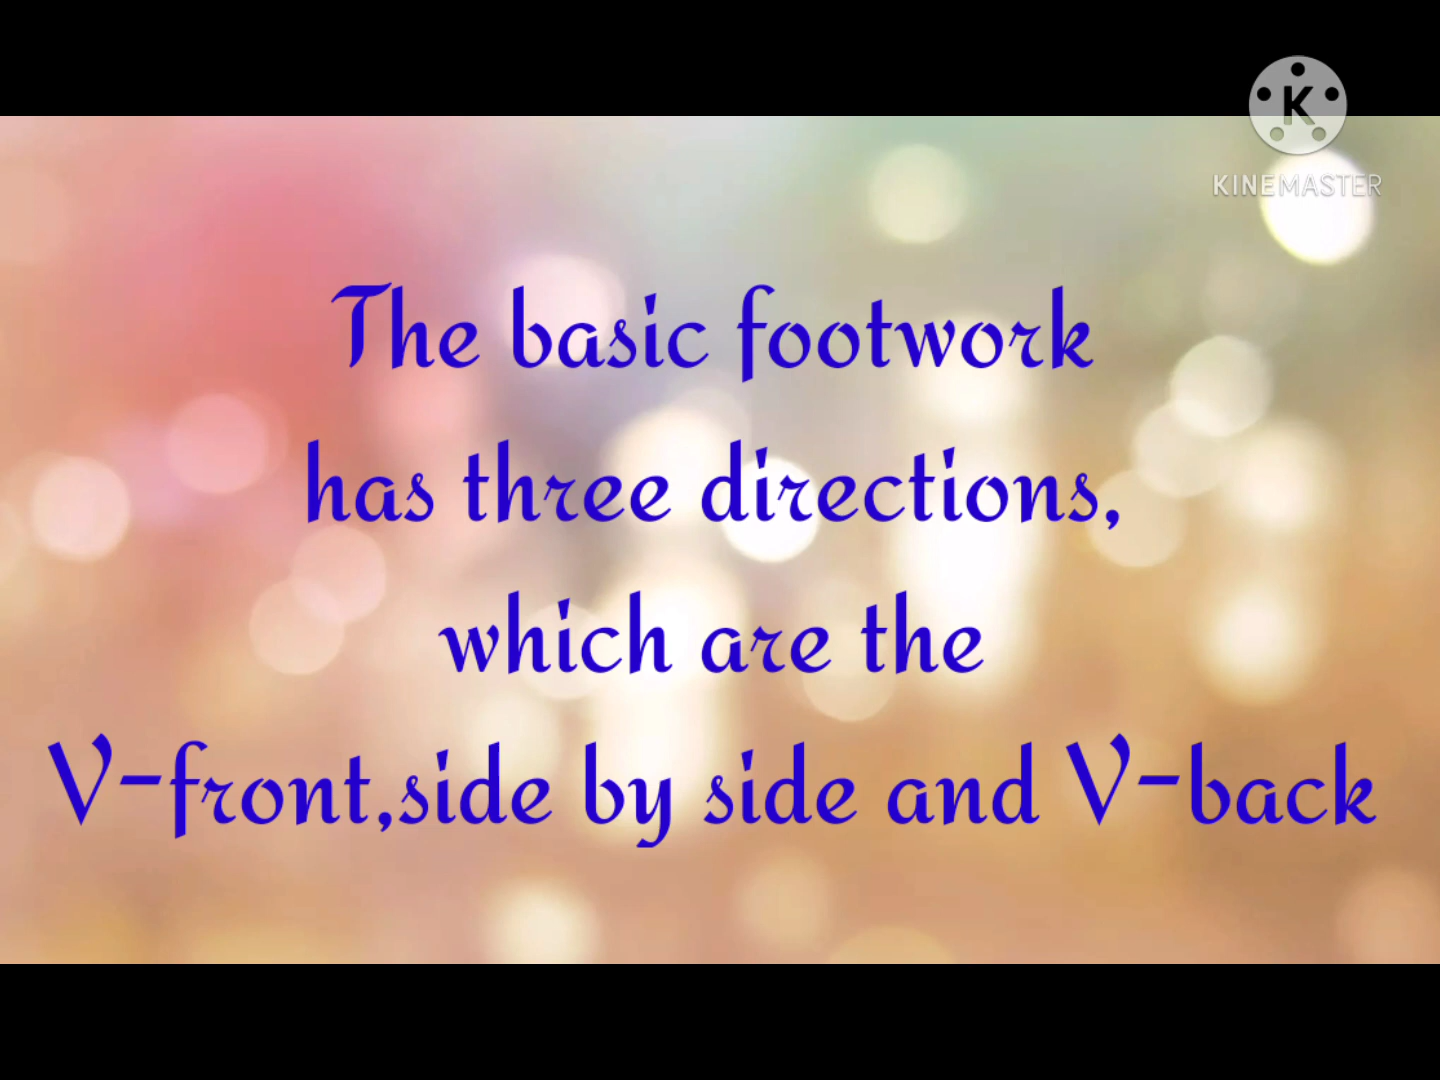 K
KINEMASTER
The basic footwork
has three directions,
which are the
V-front,side by side and V-back